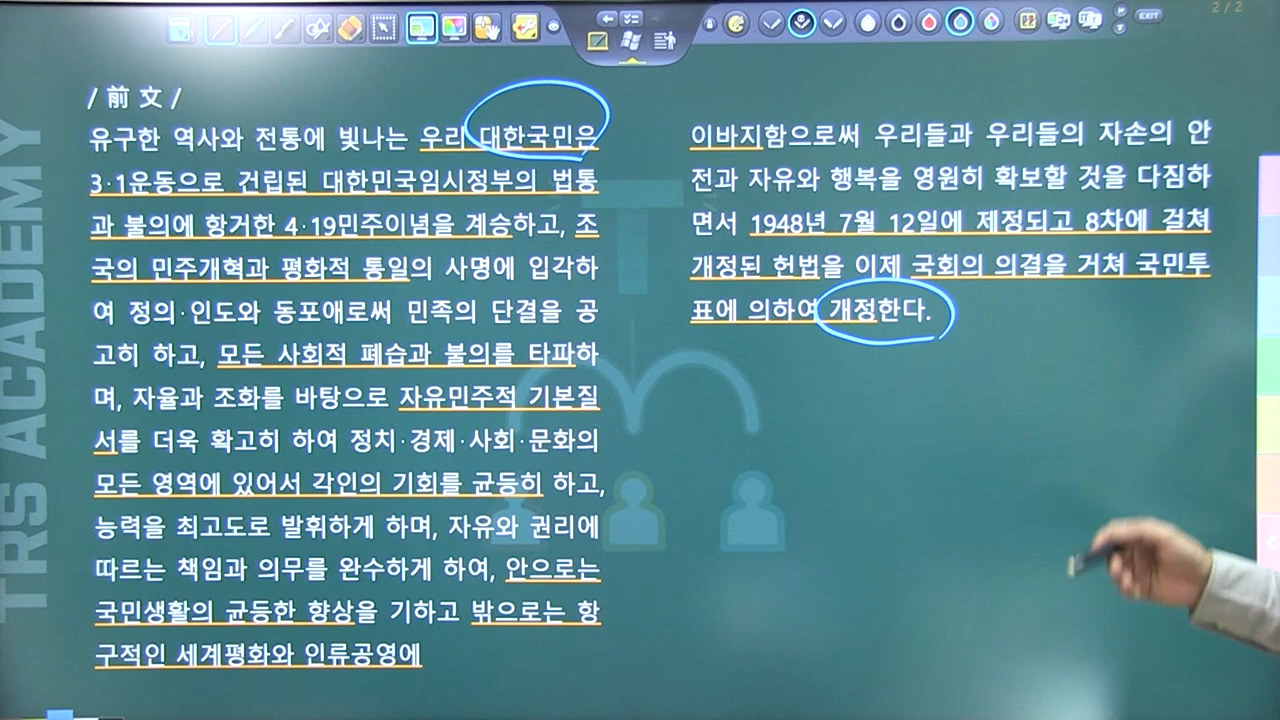 2 / 2
EXIT
/ 前 文 /
유구한 역사와 전통에 빛나는 우리 대한국민은
3·1운동으로 건립된 대한민국임시정부의 법통
과 불의에 항거한 4·19민주이념을 계승하고, 조
국의 민주개혁과 평화적 통일의 사명에 입각하
여 정의·인도와 동포애로써 민족의 단결을 공
고히 하고, 모든 사회적 폐습과 불의를 타파하
며, 자율과 조화를 바탕으로 자유민주적 기본질
서를 더욱 확고히 하여 정치·경제·사회·문화의
모든 영역에 있어서 각인의 기회를 균등히 하고,
능력을 최고도로 발휘하게 하며, 자유와 권리에
따르는 책임과 의무를 완수하게 하여, 안으로는
국민생활의 균등한 향상을 기하고 밖으로는 항
구적인 세계평화와 인류공영에
이바지함으로써 우리들과 우리들의 자손의 안
전과 자유와 행복을 영원히 확보할 것을 다짐하
면서 1948년 7월 12일에 제정되고 8차에 걸쳐
개정된 헌법을 이제 국회의 의결을 거쳐 국민투
표에 의하여 개정한다.
TRS ACADEMY